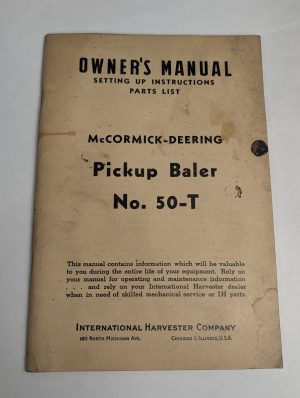 OWNER'S MANUAL
SETTING UP INSTRUCTIONS
PARTS LIST
McCORMICK-DEERING
Pickup Baler
No. 50-T
This manual contains information which will be valuable
to you during the entire life of your equipment. Rely on
your manual for operating and maintenance information
. . . . and rely on your International Harvester dealer
when in need of skilled mechanical service or IH parts.
INTERNATIONAL HARVESTER COMPANY
180 NORTH MICHIGAN AVE. CHICAGO 1, ILLINOIS, U.S.A.